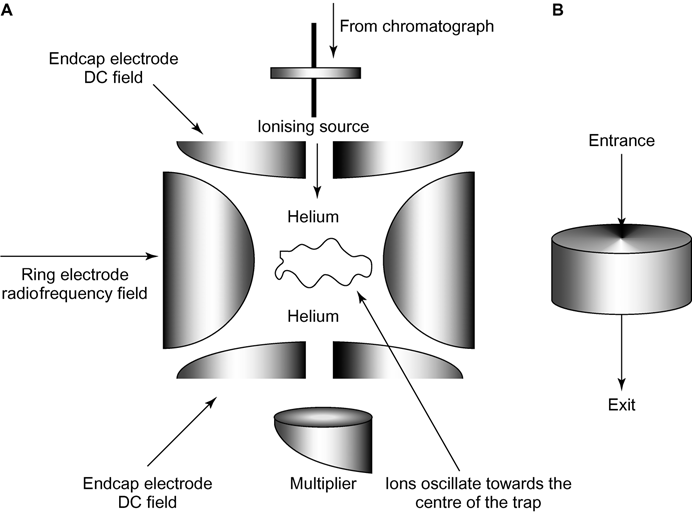 A
From chromatograph
Endcap electrode
DC field
Ionising source
Helium
Ring electrode
radiofrequency field
Helium
Endcap electrode
DC field
Multiplier
Ions oscillate towards the
centre of the trap
B
Entrance
Exit